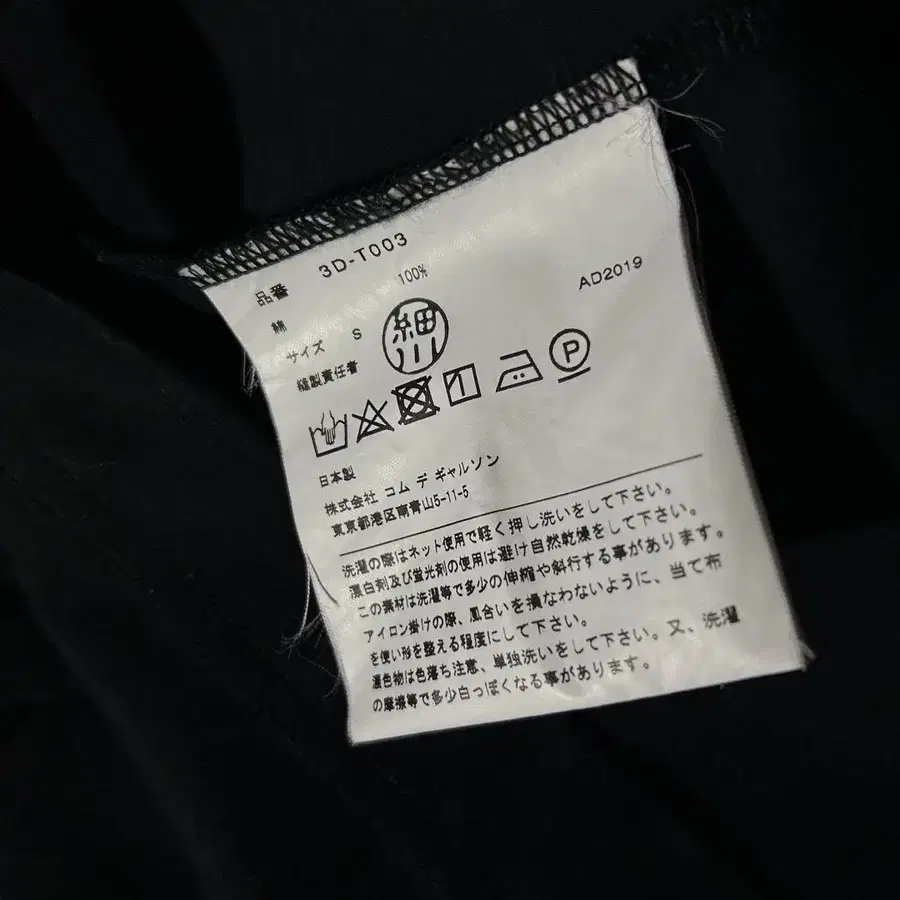 品番 3D-T003
綿 100% AD2019
サイズ S
縫製責任者 細川
P
日本製
株式会社 コム デ ギャルソン
東京都港区南青山5-11-5
洗濯の際はネット使用で軽く押し洗いをして下さい。
漂白剤及び蛍光剤の使用は避け自然乾燥をして下さい。
この素材は洗濯等で多少の伸縮や斜行する事があります。
アイロン掛けの際、風合いを損なわないように、当て布
を使い形を整える程度にして下さい。
濃色物は色落ち注意、単独洗いをして下さい。又、洗濯
の摩擦等で多少白っぽくなる事があります。